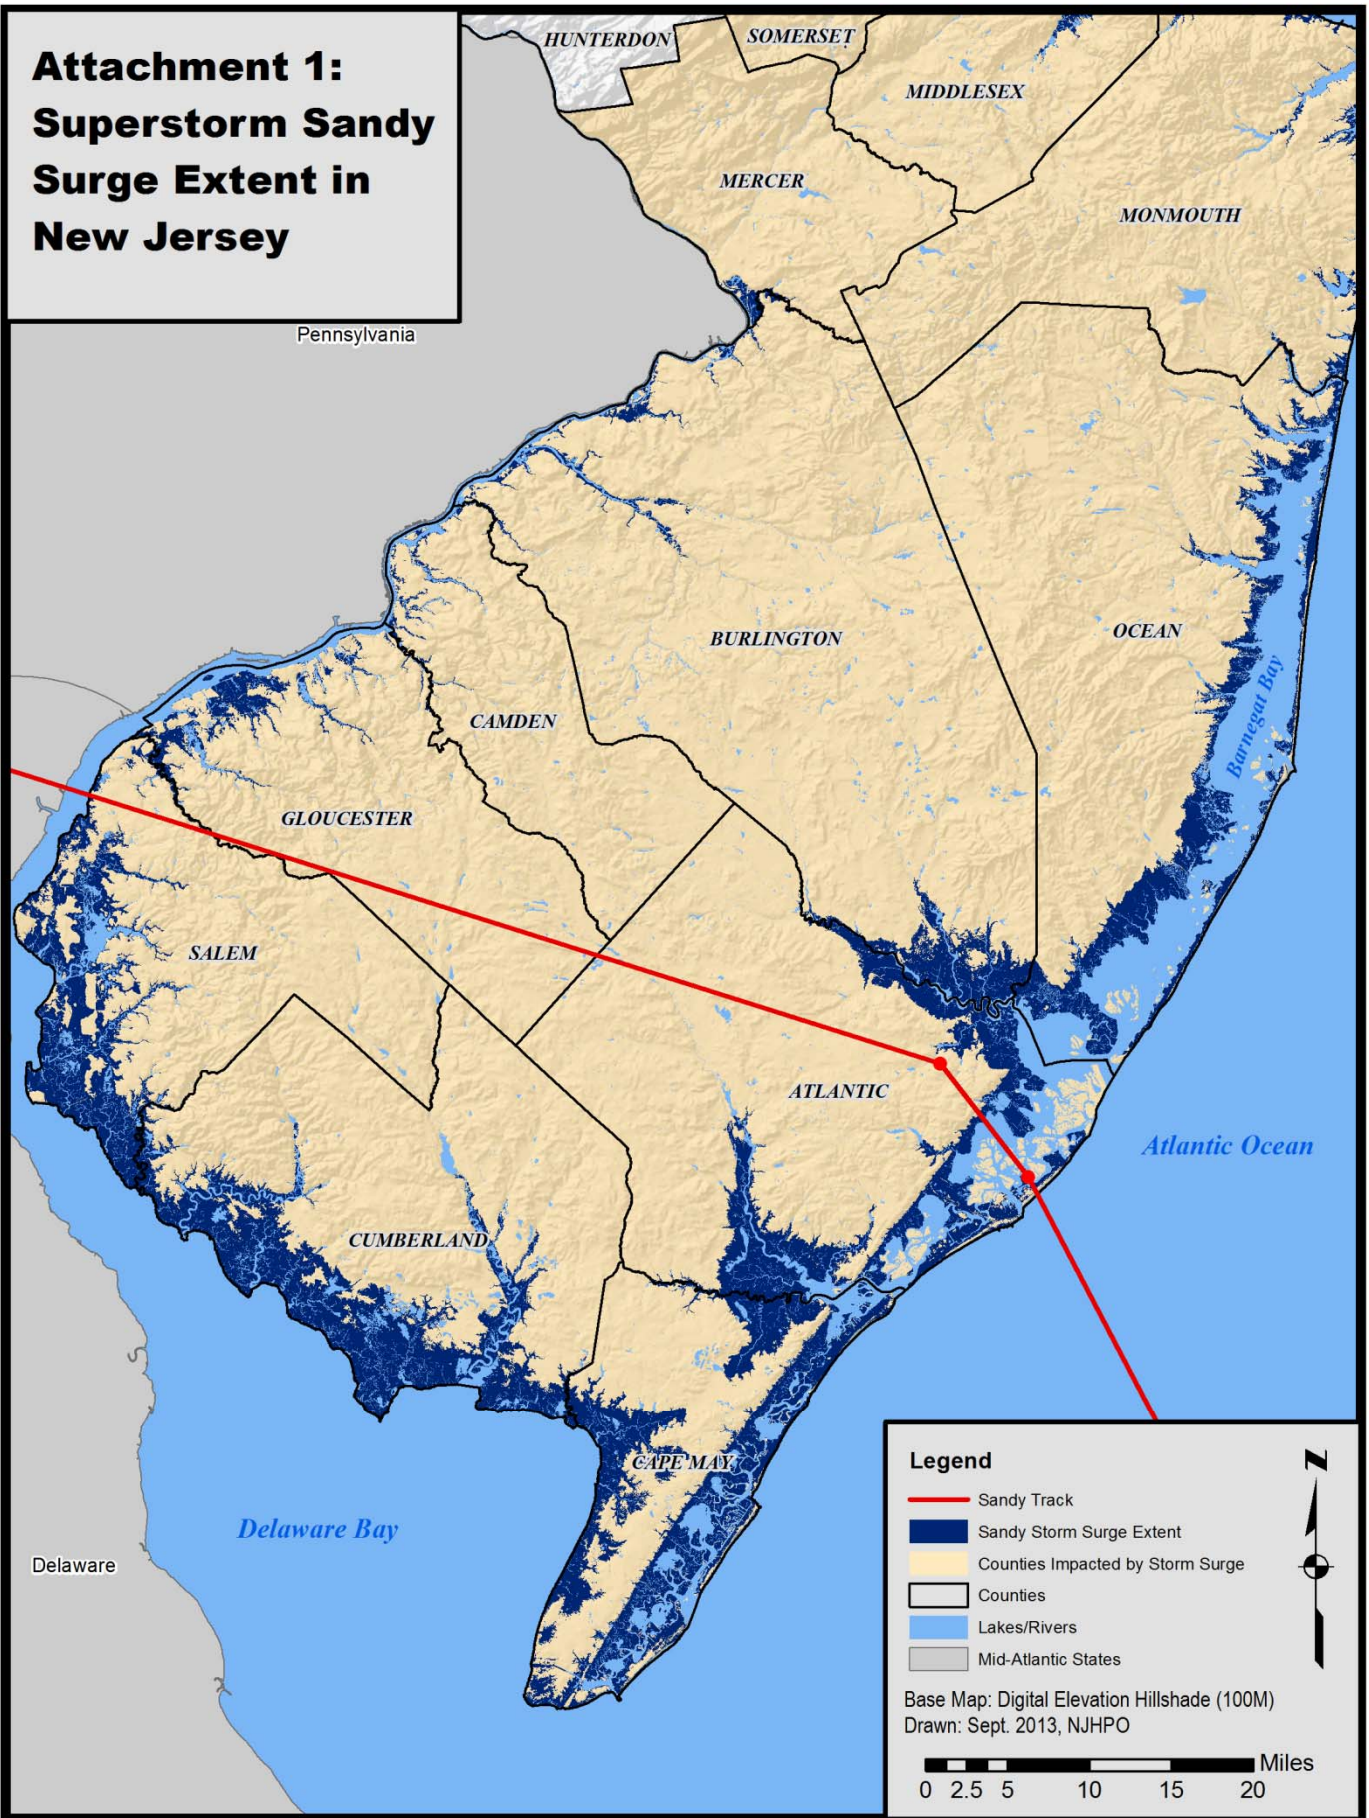 Attachment 1:
Superstorm Sandy
Surge Extent in
New Jersey
HUNTERDON
SOMERSET
MIDDLESEX
MERCER
MONMOUTH
Pennsylvania
BURLINGTON
OCEAN
Barnegat Bay
CAMDEN
GLOUCESTER
SALEM
ATLANTIC
Atlantic Ocean
CUMBERLAND
CAPE MAY
Delaware Bay
Delaware
Legend
Sandy Track
Sandy Storm Surge Extent
Counties Impacted by Storm Surge
Counties
Lakes/Rivers
Mid-Atlantic States
N
Base Map: Digital Elevation Hillshade (100M)
Drawn: Sept. 2013, NJHPO
Miles
0 2.5 5 10 15 20